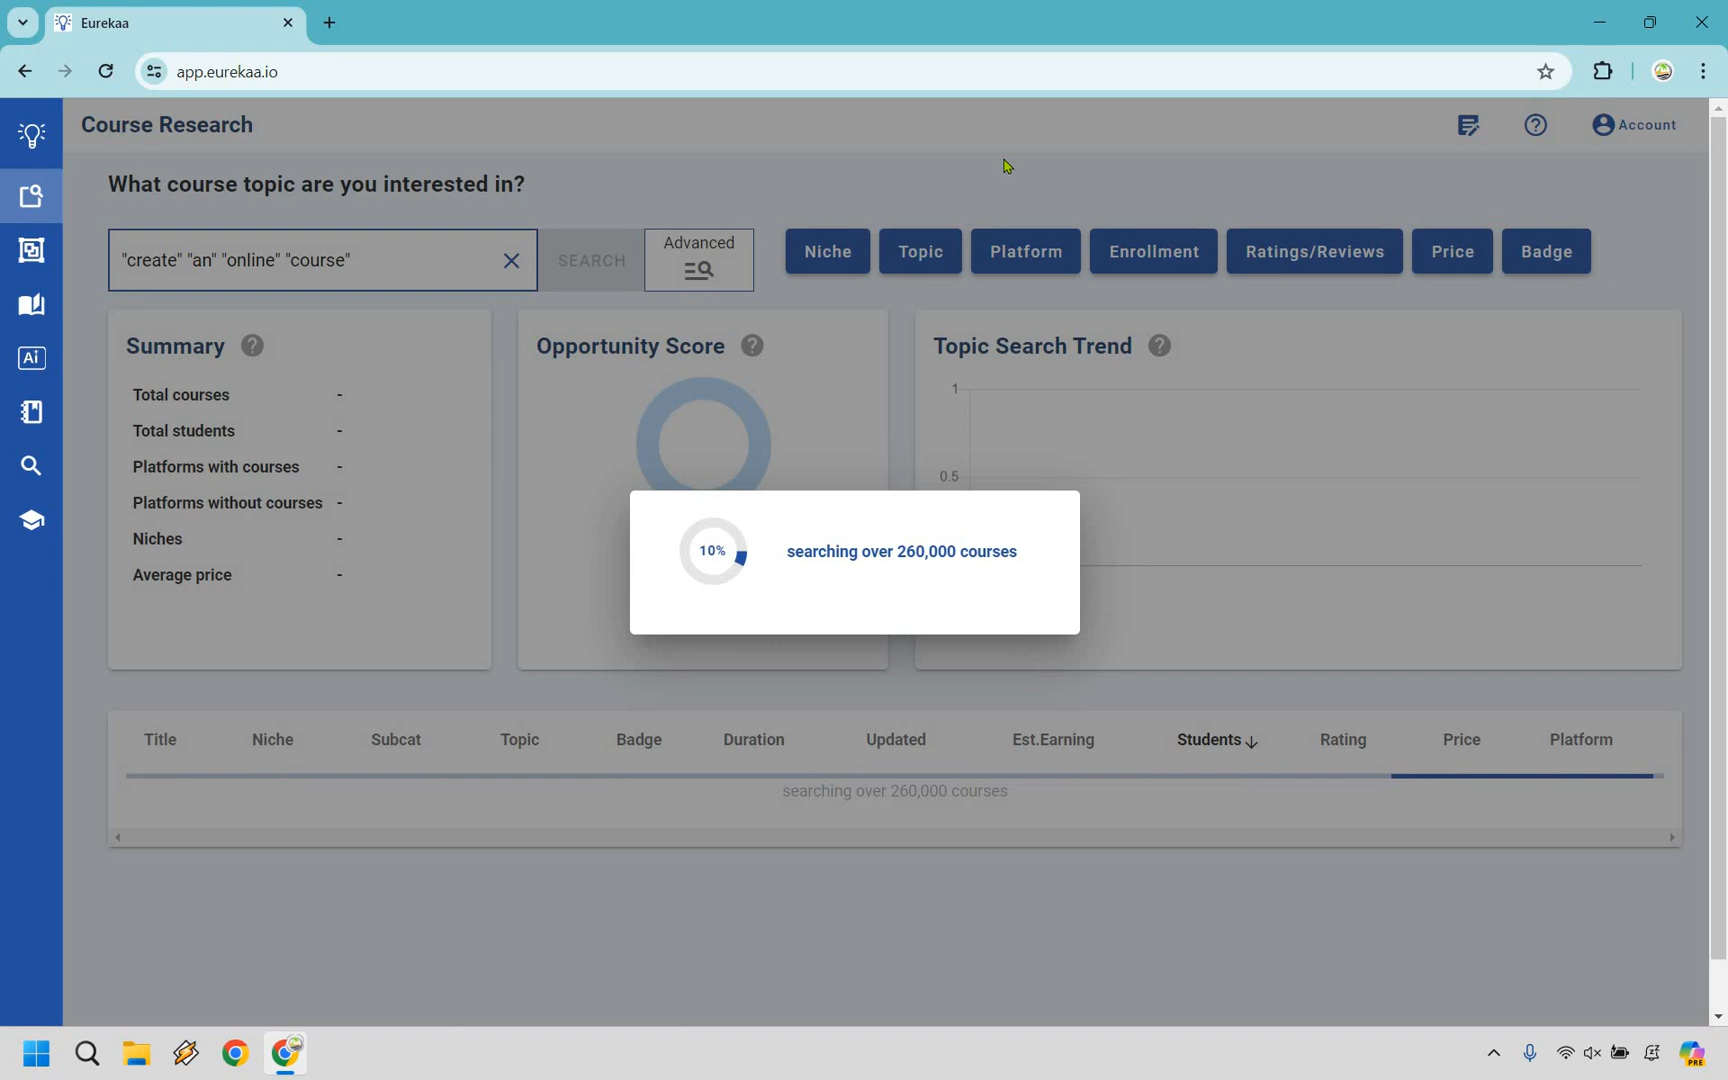 Eurekaa
app.eurekaa.io
Course Research
Account
What course topic are you interested in?
"create" "an" "online" "course"
SEARCH
Advanced
Niche
Topic
Platform
Enrollment
Ratings/Reviews
Price
Badge
Summary
Total courses -
Total students -
Platforms with courses -
Platforms without courses -
Niches -
Average price -
Opportunity Score
Topic Search Trend
1
0.5
10%
searching over 260,000 courses
Title Niche Subcat Topic Badge Duration Updated Est.Earning Students Rating Price Platform
searching over 260,000 courses
Ai
PRE